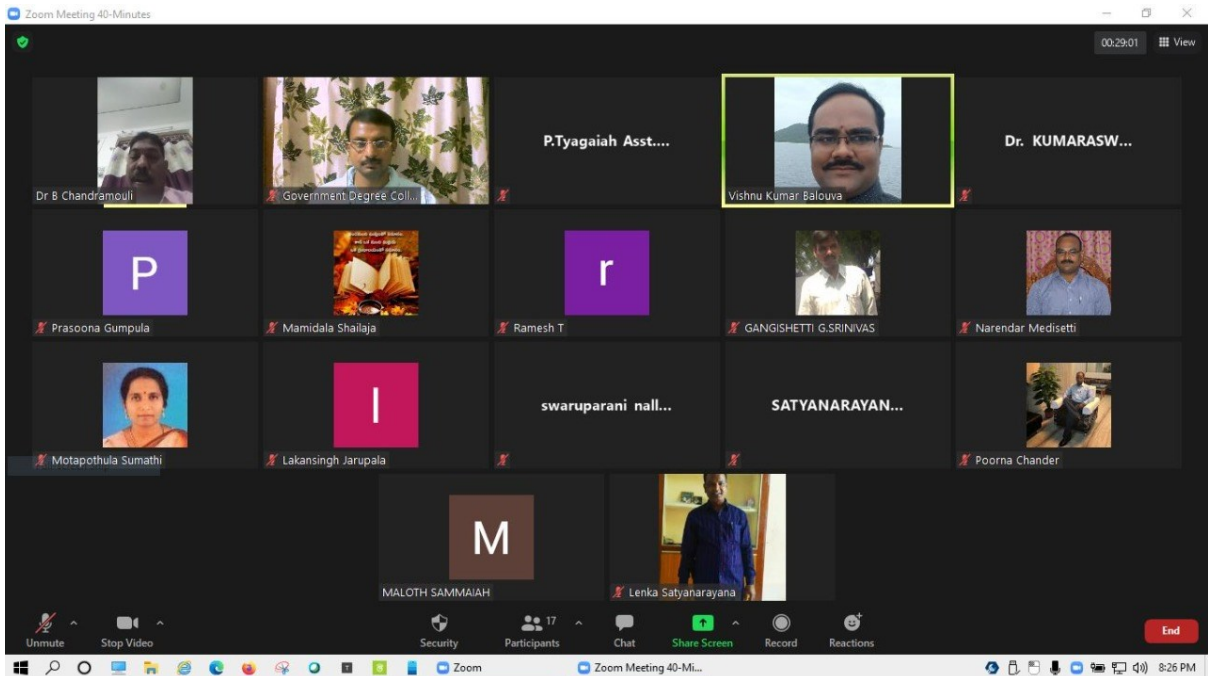 Zoom Meeting 40-Minutes
00:29:01 View
Dr B Chandramouli
Government Degree Coll...
P.Tyagaiah Asst....
Vishnu Kumar Balouva
Dr. KUMARASW...
P
Prasoona Gumpula
Mamidala Shailaja
r
Ramesh T
GANGISHETTI G.SRINIVAS
Narendar Medisetti
Motapothula Sumathi
l
Lakansingh Jarupala
swaruparani nall...
SATYANARAYAN...
Poorna Chander
M
MALOTH SAMMAIAH
Lenka Satyanarayana
Unmute
Stop Video
Security
17
Participants
Chat
Share Screen
Record
Reactions
End
Zoom
Zoom Meeting 40-Mi...
8:26 PM